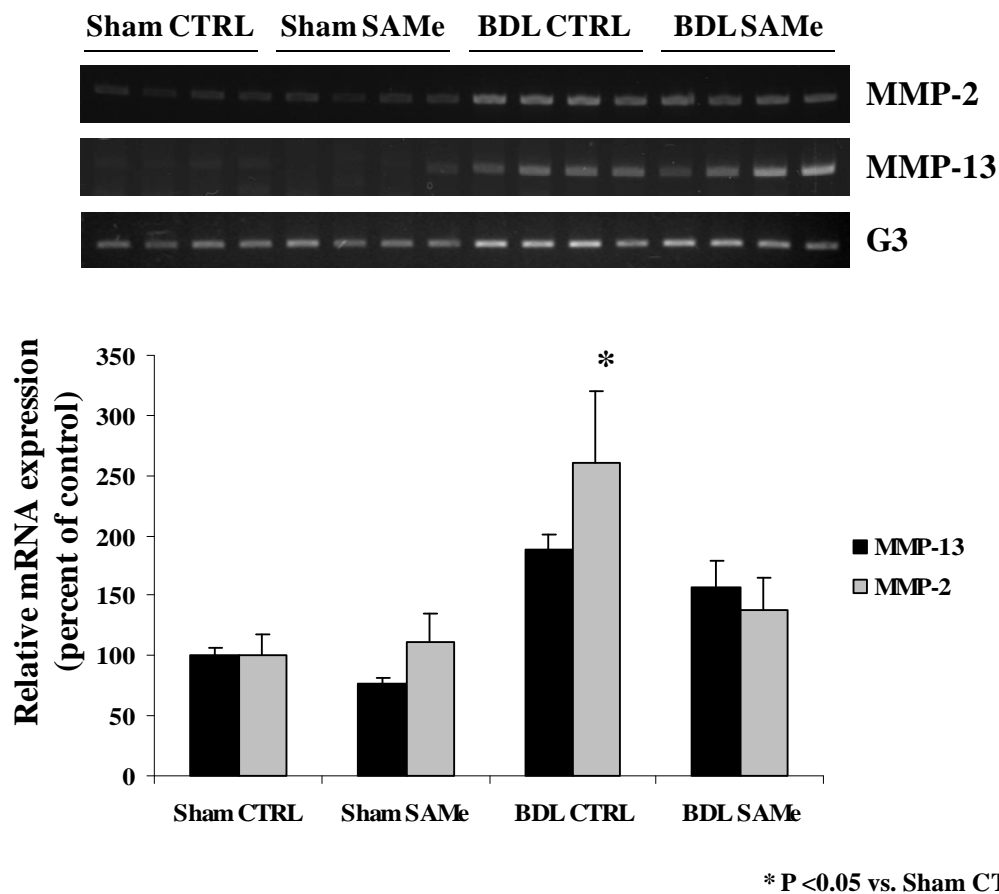 Sham CTRL Sham SAMe BDL CTRL BDL SAMe
MMP-2
MMP-13
G3
Relative mRNA expression
(percent of control)
350
300
250
200
150
100
50
0
*
MMP-13
MMP-2
Sham CTRL Sham SAMe BDL CTRL BDL SAMe
* P <0.05 vs. Sham CT